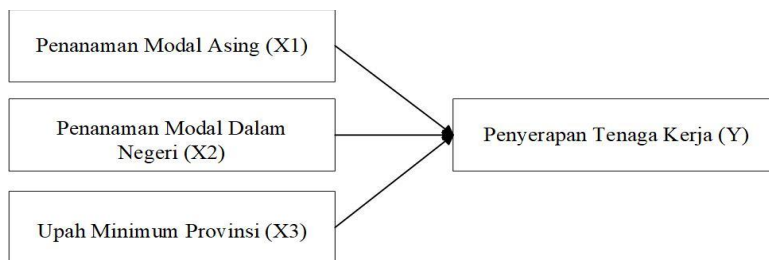 Penanaman Modal Asing (X1)
Penanaman Modal Dalam
Negeri (X2)
Penyerapan Tenaga Kerja (Y)
Upah Minimum Provinsi (X3)